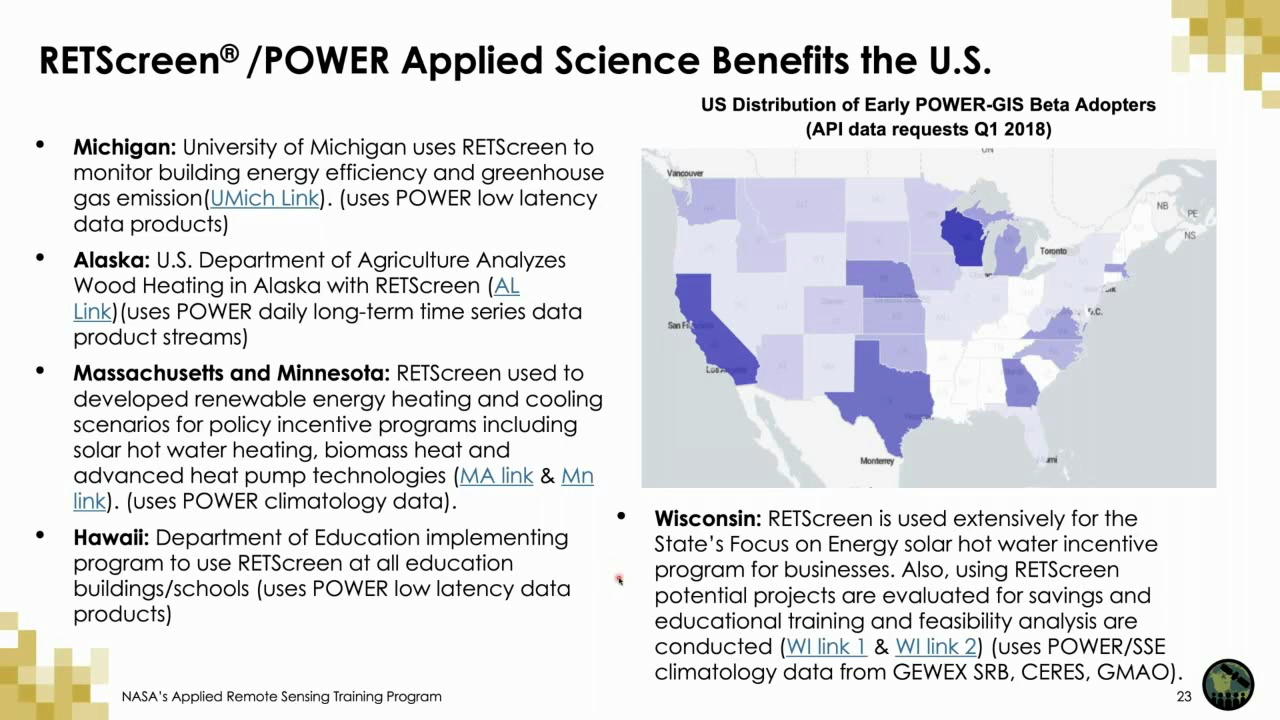 RETScreen® /POWER Applied Science Benefits the U.S.
• Michigan: University of Michigan uses RETScreen to
monitor building energy efficiency and greenhouse
gas emission(UMich Link). (uses POWER low latency
data products)
• Alaska: U.S. Department of Agriculture Analyzes
Wood Heating in Alaska with RETScreen (AL
Link)(uses POWER daily long-term time series data
product streams)
• Massachusetts and Minnesota: RETScreen used to
developed renewable energy heating and cooling
scenarios for policy incentive programs including
solar hot water heating, biomass heat and
advanced heat pump technologies (MA link & Mn
link). (uses POWER climatology data).
• Hawaii: Department of Education implementing
program to use RETScreen at all education
buildings/schools (uses POWER low latency data
products)
US Distribution of Early POWER-GIS Beta Adopters
(API data requests Q1 2018)
ON
Vancouver
NB
PE
NS
Toronto
Monterrey
• Wisconsin: RETScreen is used extensively for the
State's Focus on Energy solar hot water incentive
program for businesses. Also, using RETScreen
potential projects are evaluated for savings and
educational training and feasibility analysis are
conducted (WI link 1 & WI link 2) (uses POWER/SSE
climatology data from GEWEX SRB, CERES, GMAO).
NASA's Applied Remote Sensing Training Program
23